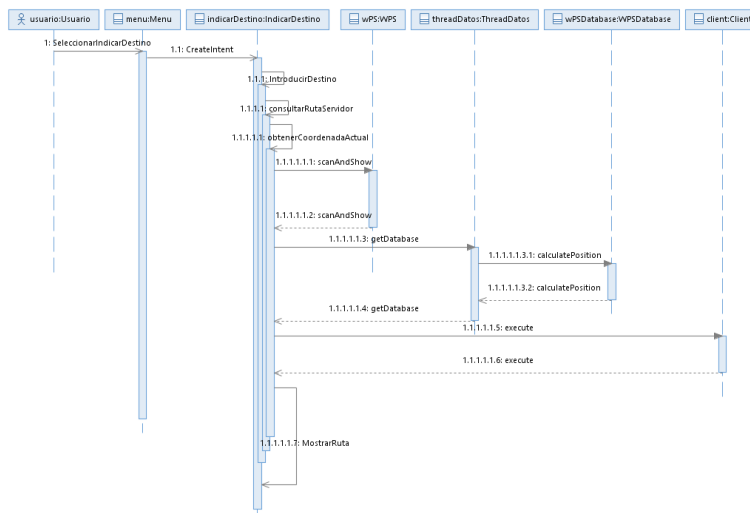 usuario:Usuario
menu:Menu
indicarDestino:IndicarDestino
wPS:WPS
threadDatos:ThreadDatos
wPSDatabase:WPSDatabase
client:Client
1: SeleccionarIndicarDestino
1.1: CreateIntent
1.1.1: IntroducirDestino
1.1.1.1: consultarRutaServidor
1.1.1.1.1: obtenerCoordenadaActual
1.1.1.1.1.1: scanAndShow
1.1.1.1.1.2: scanAndShow
1.1.1.1.1.3: getDatabase
1.1.1.1.1.3.1: calculatePosition
1.1.1.1.1.3.2: calculatePosition
1.1.1.1.1.4: getDatabase
1.1.1.1.1.5: execute
1.1.1.1.1.6: execute
1.1.1.1.1.7: MostrarRuta